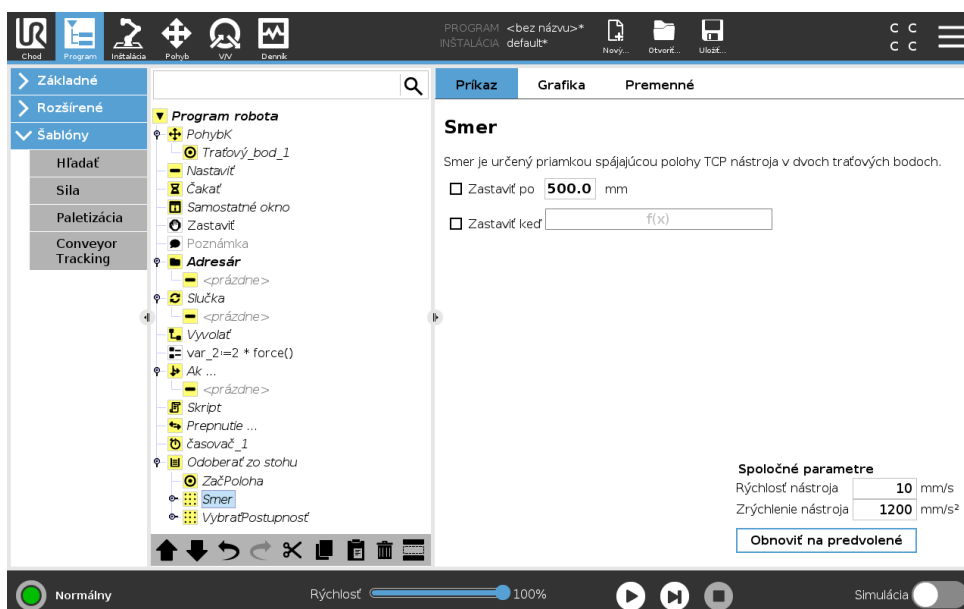 UR
Chod
Program
Inštalácia
Pohyb
V/V
Denník
PROGRAM <bez názvu>*
INŠTALÁCIA default*
Nový...
Otvoriť...
Uložiť...
C C
C C
Základné
Rozšírené
Šablóny
Hľadať
Sila
Paletizácia
Conveyor
Tracking
Program robota
PohybK
Traťový_bod_1
Nastaviť
Čakať
Samostatné okno
Zastaviť
Poznámka
Adresár
<prázdne>
Slučka
<prázdne>
Vyvolať
var_2:=2 * force()
Ak ...
<prázdne>
Skript
Prepnutie ...
časovač_1
Odoberať zo stohu
ZačPoloha
Smer
VybraťPostupnosť
Príkaz
Grafika
Premenné
Smer
Smer je určený priamkou spájajúcou polohy TCP nástroja v dvoch traťových bodoch.
Zastaviť po 500.0 mm
Zastaviť keď f(x)
Spoločné parametre
Rýchlosť nástroja 10 mm/s
Zrýchlenie nástroja 1200 mm/s²
Obnoviť na predvolené
Normálny
Rýchlosť 100%
Simulácia